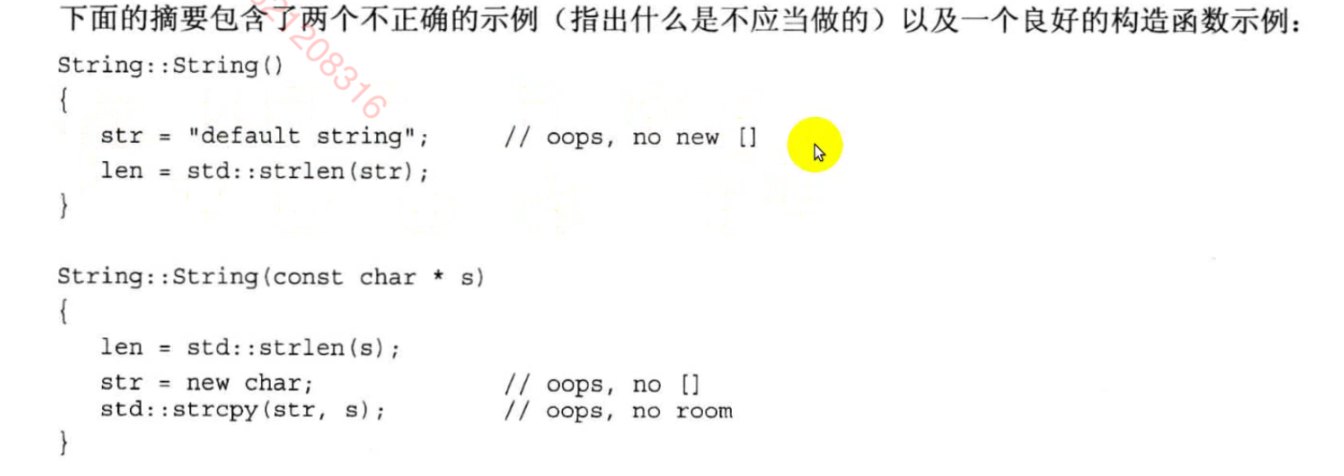 下面的摘要包含了两个不正确的示例（指出什么是不应当做的）以及一个良好的构造函数示例：
String::String()
{
str = "default string"; // oops, no new []
len = std::strlen(str);
}
String::String(const char * s)
{
len = std::strlen(s);
str = new char; // oops, no []
std::strcpy(str, s); // oops, no room
}